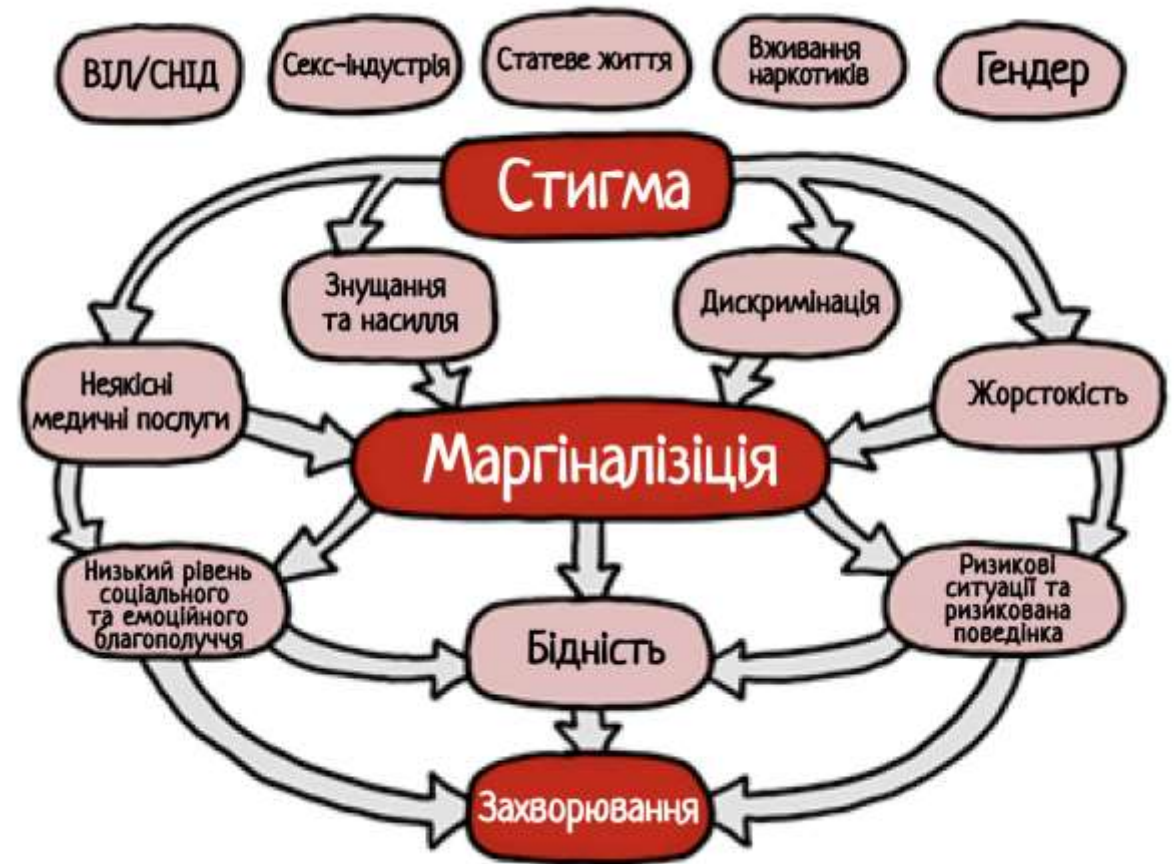 ВІЛ/СНІД
Секс-індустрія
Статеве життя
Вживання
наркотиків
Гендер
Стигма
Знущання
та насилля
Дискримінація
Неякісні
медичні послуги
Жорстокість
Маргіналізіція
Низький рівень
соціального
та емоційного
благополуччя
Бідність
Ризикові
ситуації та
ризикована
поведінка
Захворювання